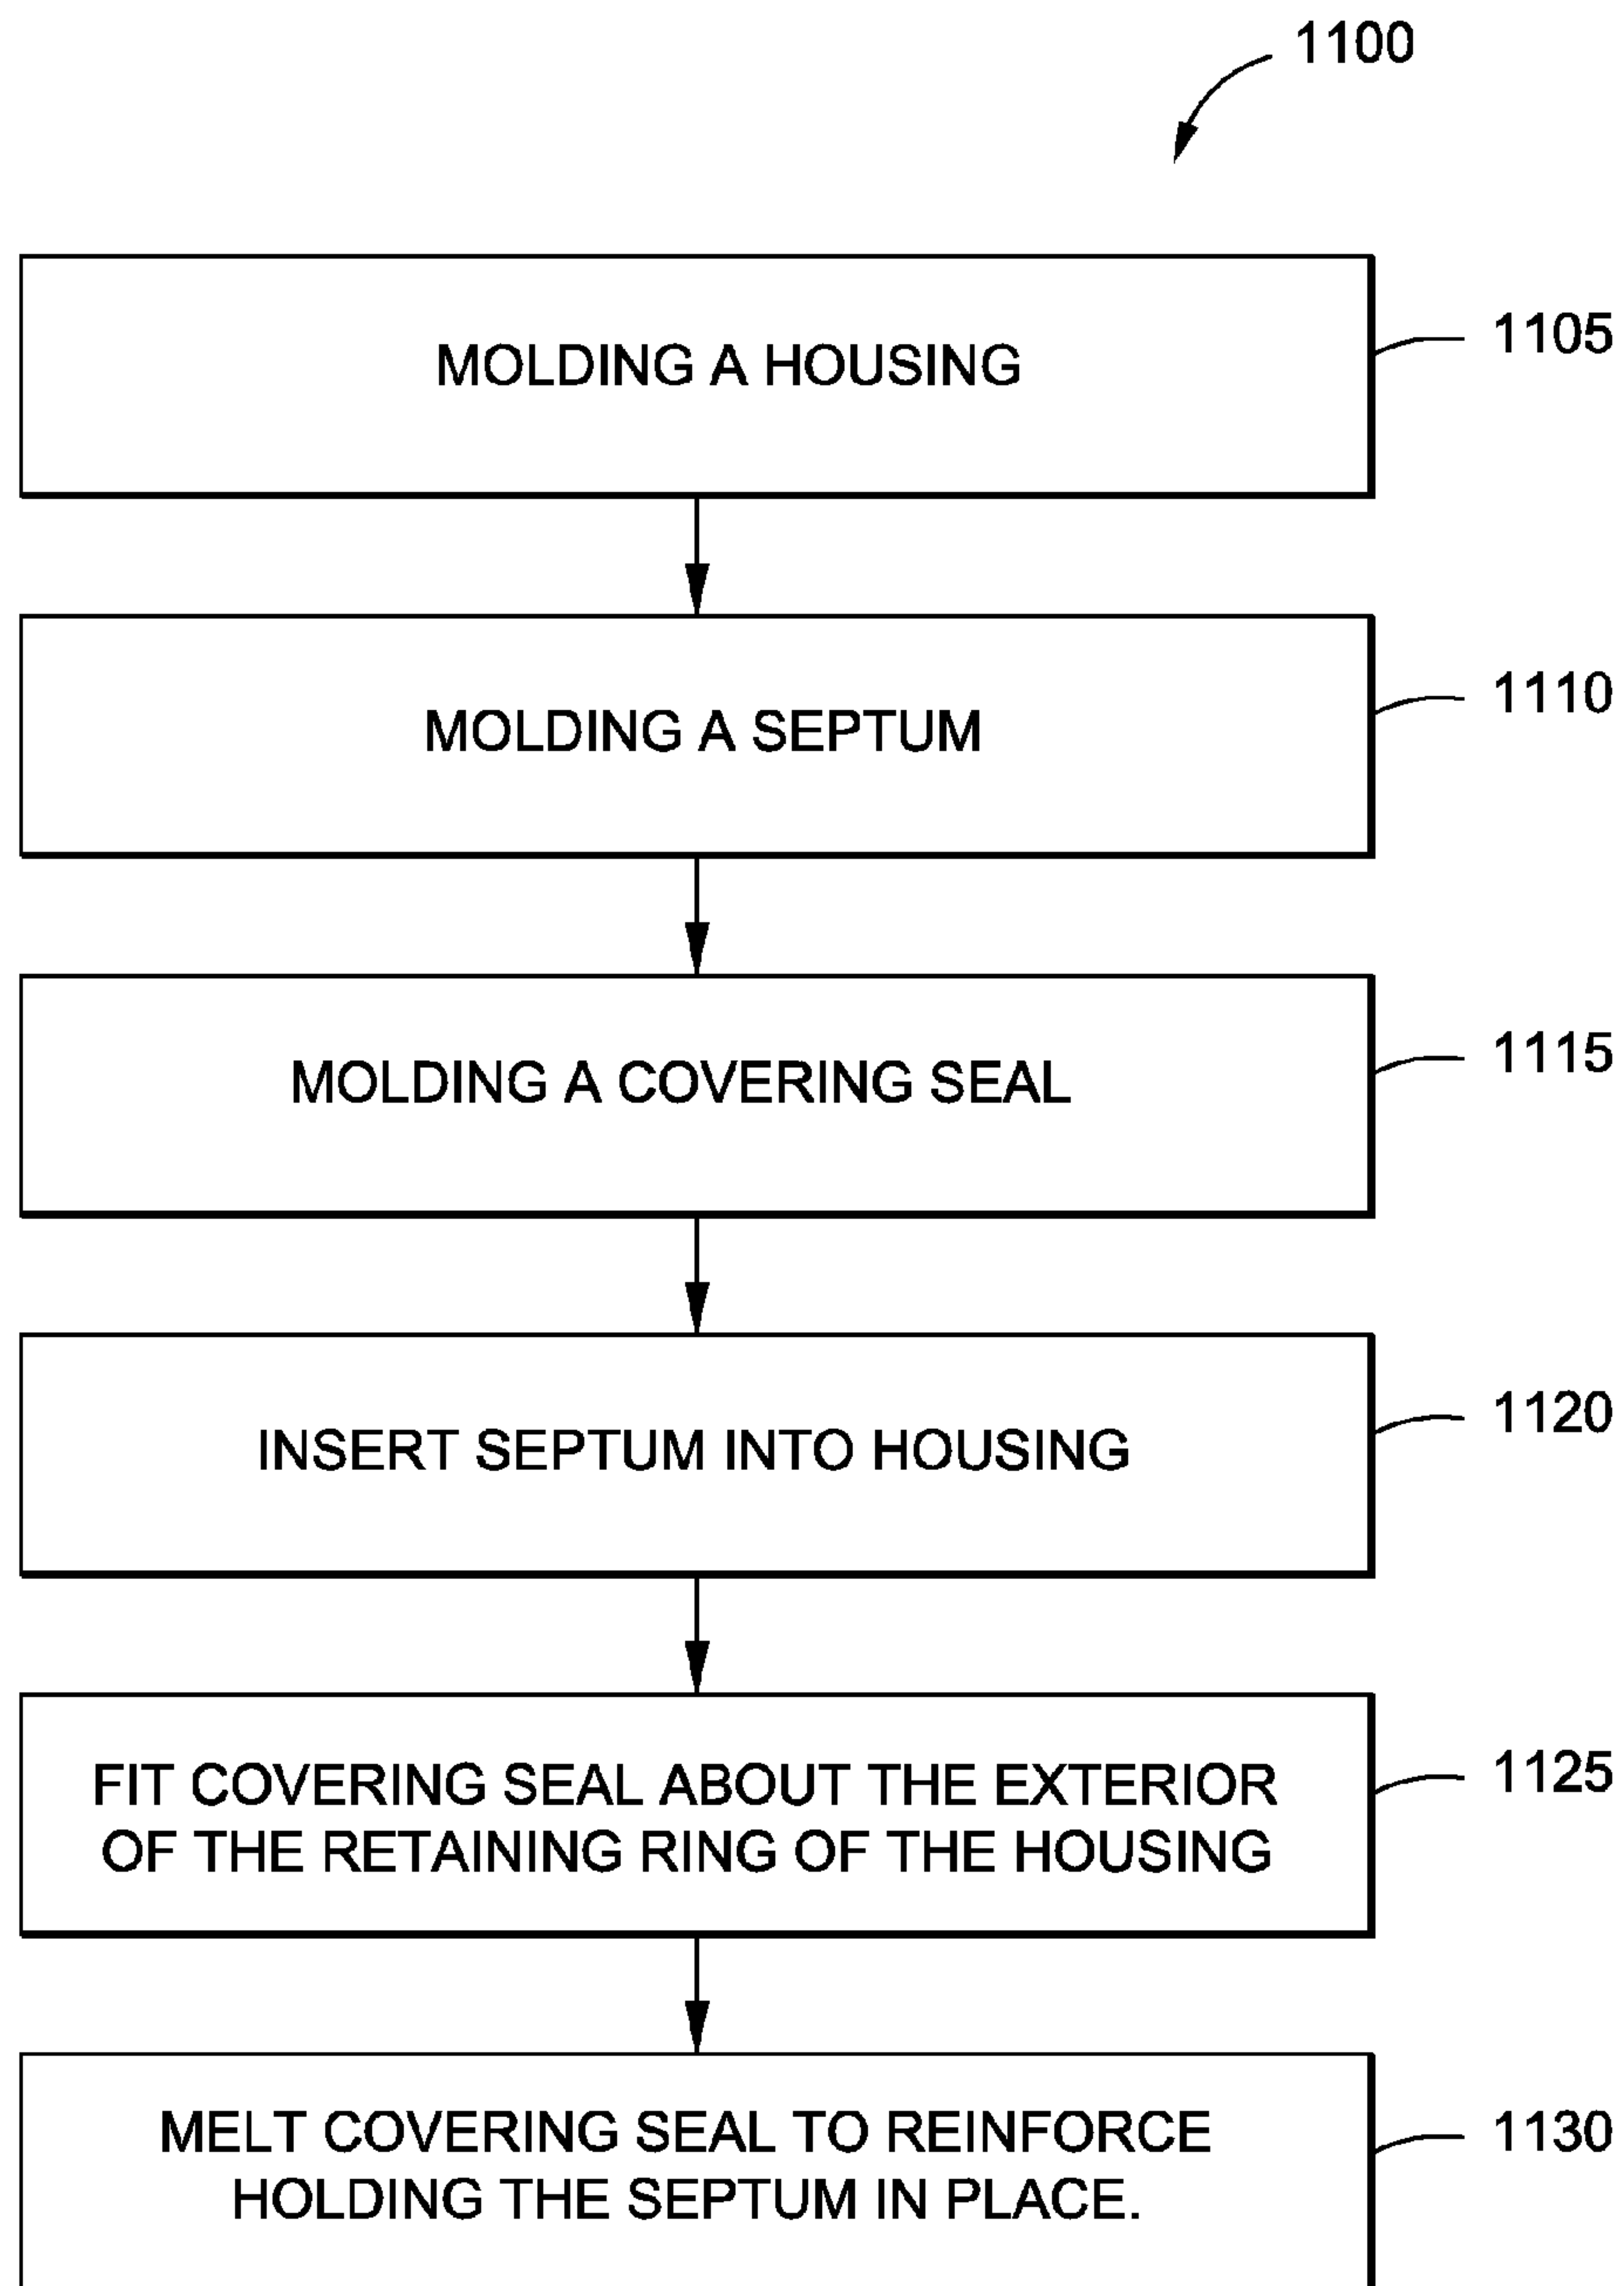 1100
MOLDING A HOUSING
1105
MOLDING A SEPTUM
1110
MOLDING A COVERING SEAL
1115
INSERT SEPTUM INTO HOUSING
1120
FIT COVERING SEAL ABOUT THE EXTERIOR
OF THE RETAINING RING OF THE HOUSING
1125
MELT COVERING SEAL TO REINFORCE
HOLDING THE SEPTUM IN PLACE.
1130